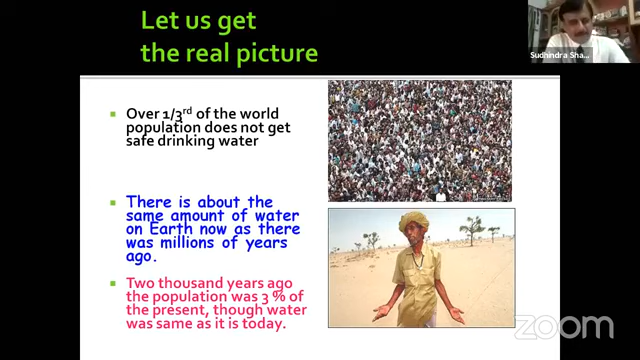 Let us get
the real picture
Sudhindra Sha...
Over 1/3rd of the world
population does not get
safe drinking water
There is about the
same amount of water
on Earth now as there
was millions of years
ago.
Two thousand years ago
the population was 3 % of
the present, though water
was same as it is today.
zoom